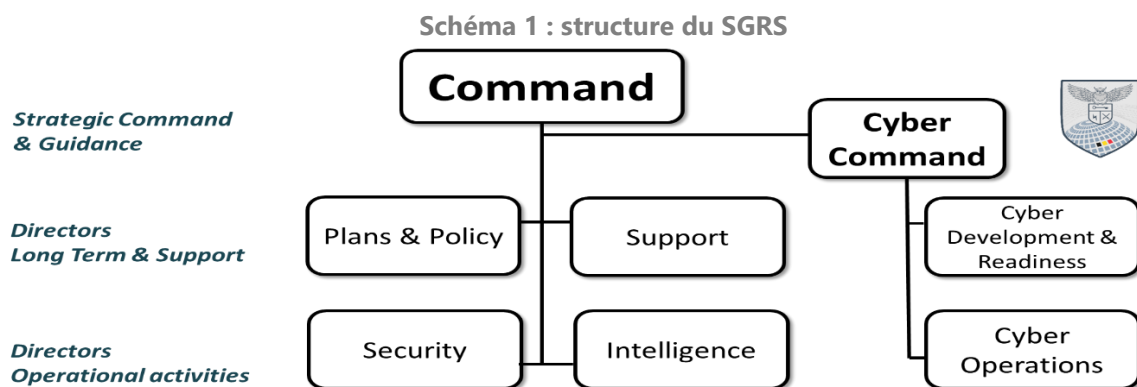 Schéma 1 : structure du SGRS
Command
Strategic Command
& Guidance
Cyber
Command
Directors
Long Term & Support
Plans & Policy
Support
Cyber
Development &
Readiness
Directors
Operational activities
Security
Intelligence
Cyber
Operations